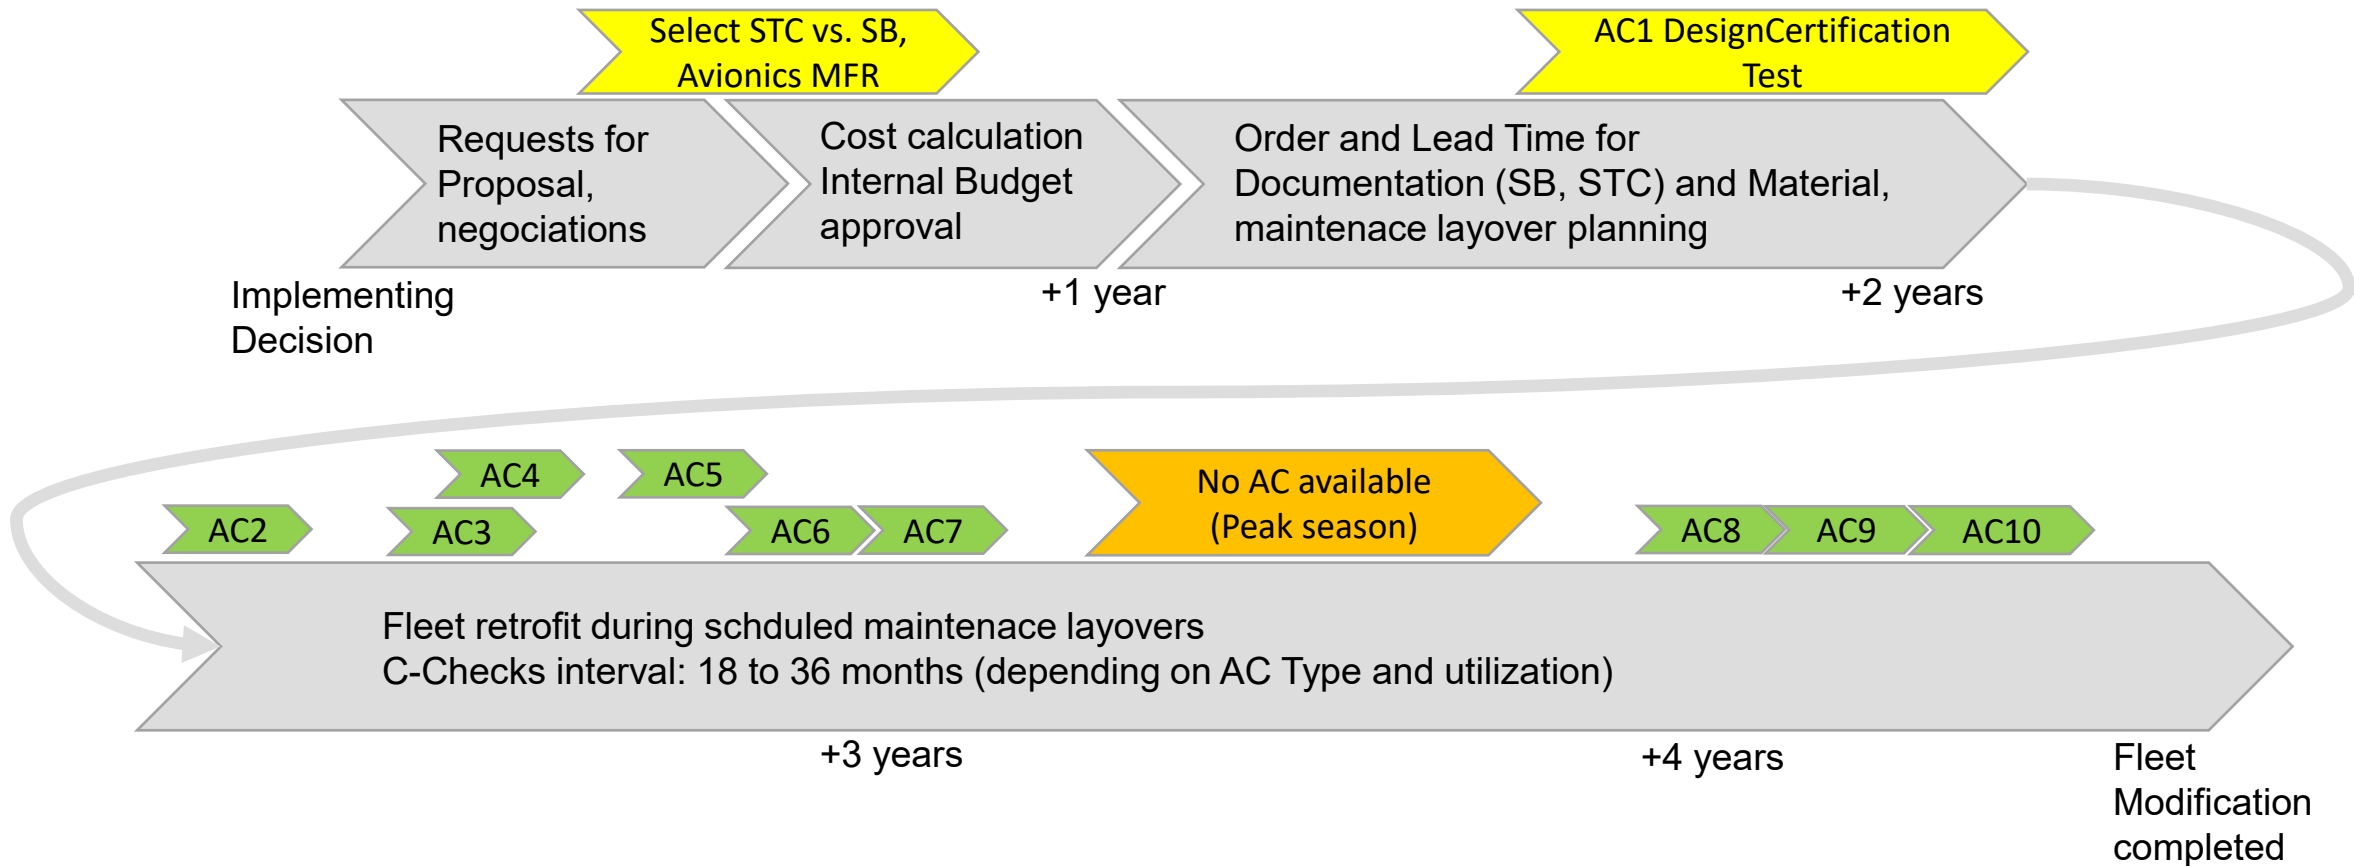 Select STC vs. SB,
Avionics MFR
AC1 DesignCertification
Test
Requests for
Proposal,
negociations
Cost calculation
Internal Budget
approval
Order and Lead Time for
Documentation (SB, STC) and Material,
maintenace layover planning
Implementing
Decision
+1 year
+2 years
AC4
AC5
No AC available
(Peak season)
AC2
AC3
AC6
AC7
AC8
AC9
AC10
Fleet retrofit during schduled maintenace layovers
C-Checks interval: 18 to 36 months (depending on AC Type and utilization)
+3 years
+4 years
Fleet
Modification
completed